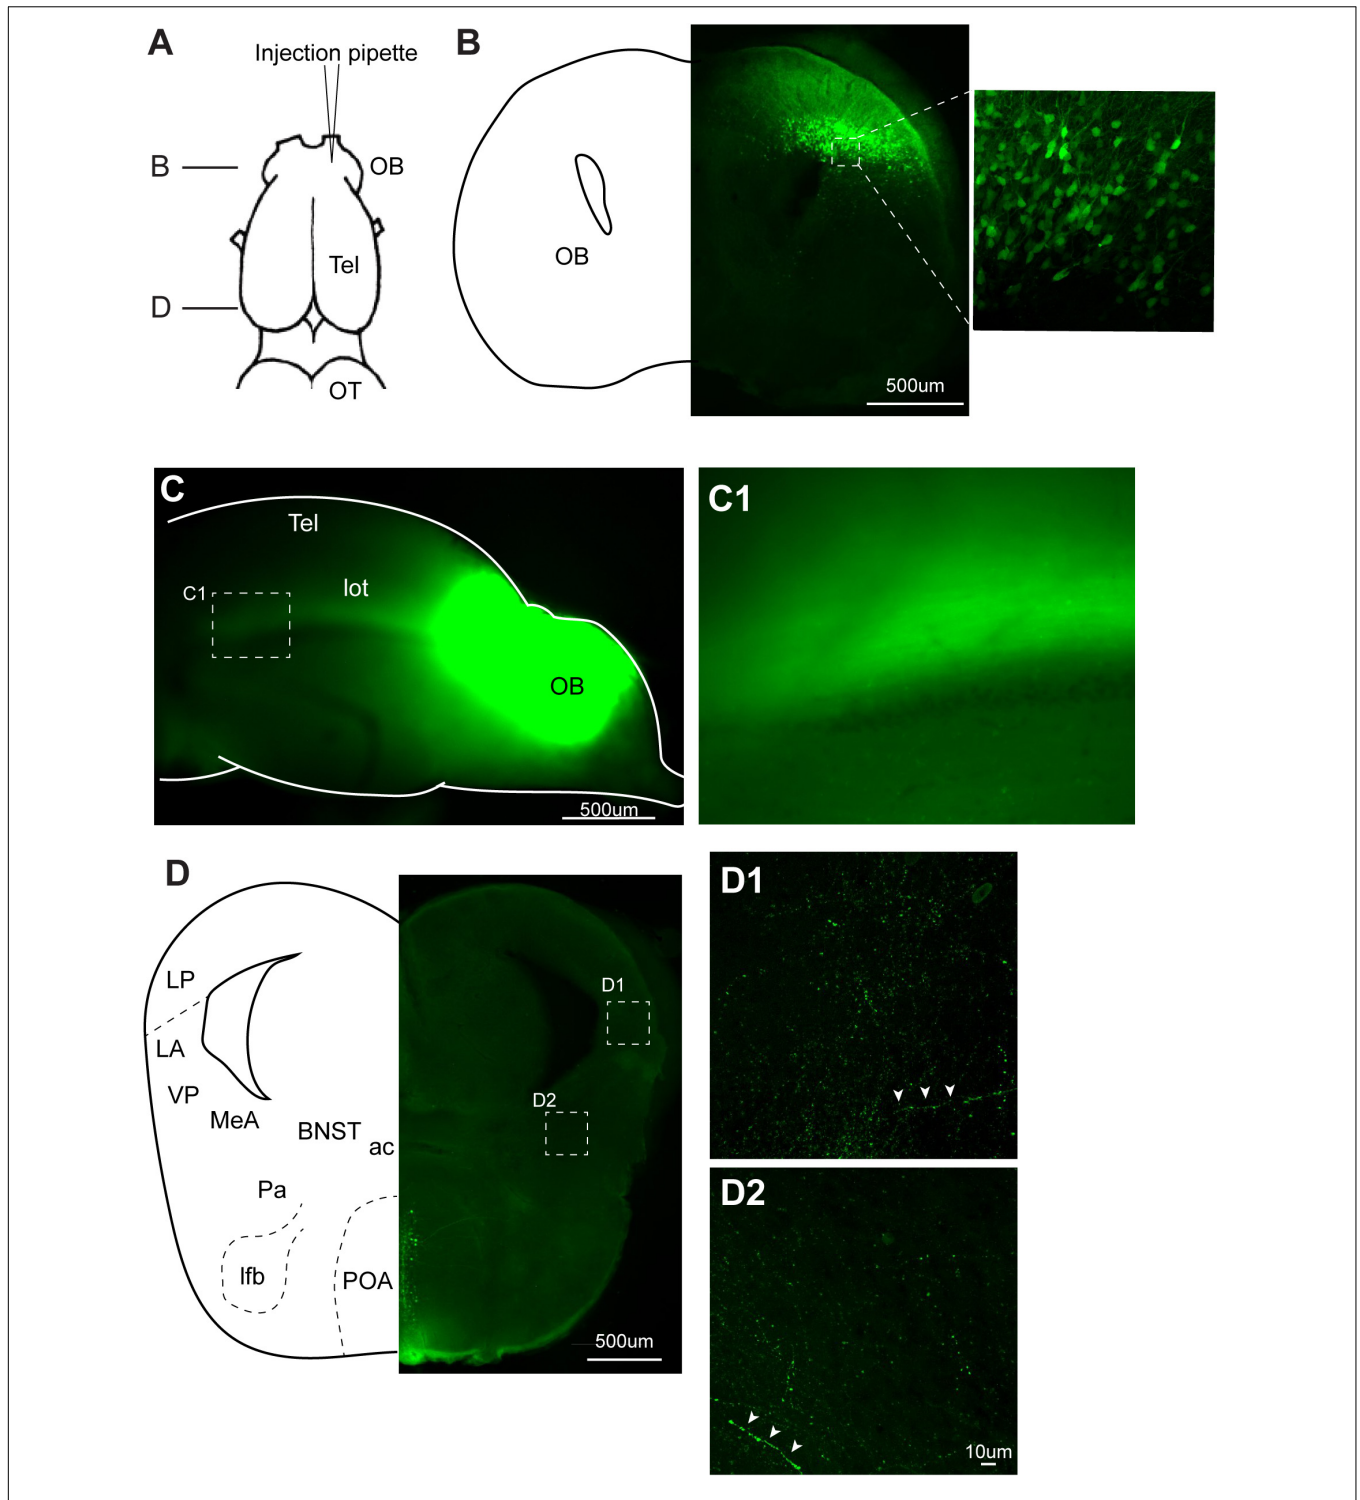 A
Injection pipette
B
OB
Tel
D
OT
B
OB
500um
C
Tel
lot
C1
OB
500um
C1
D
LP
LA
VP
MeA
BNST
ac
Pa
lfb
POA
D1
D2
500um
D1
D2
10um